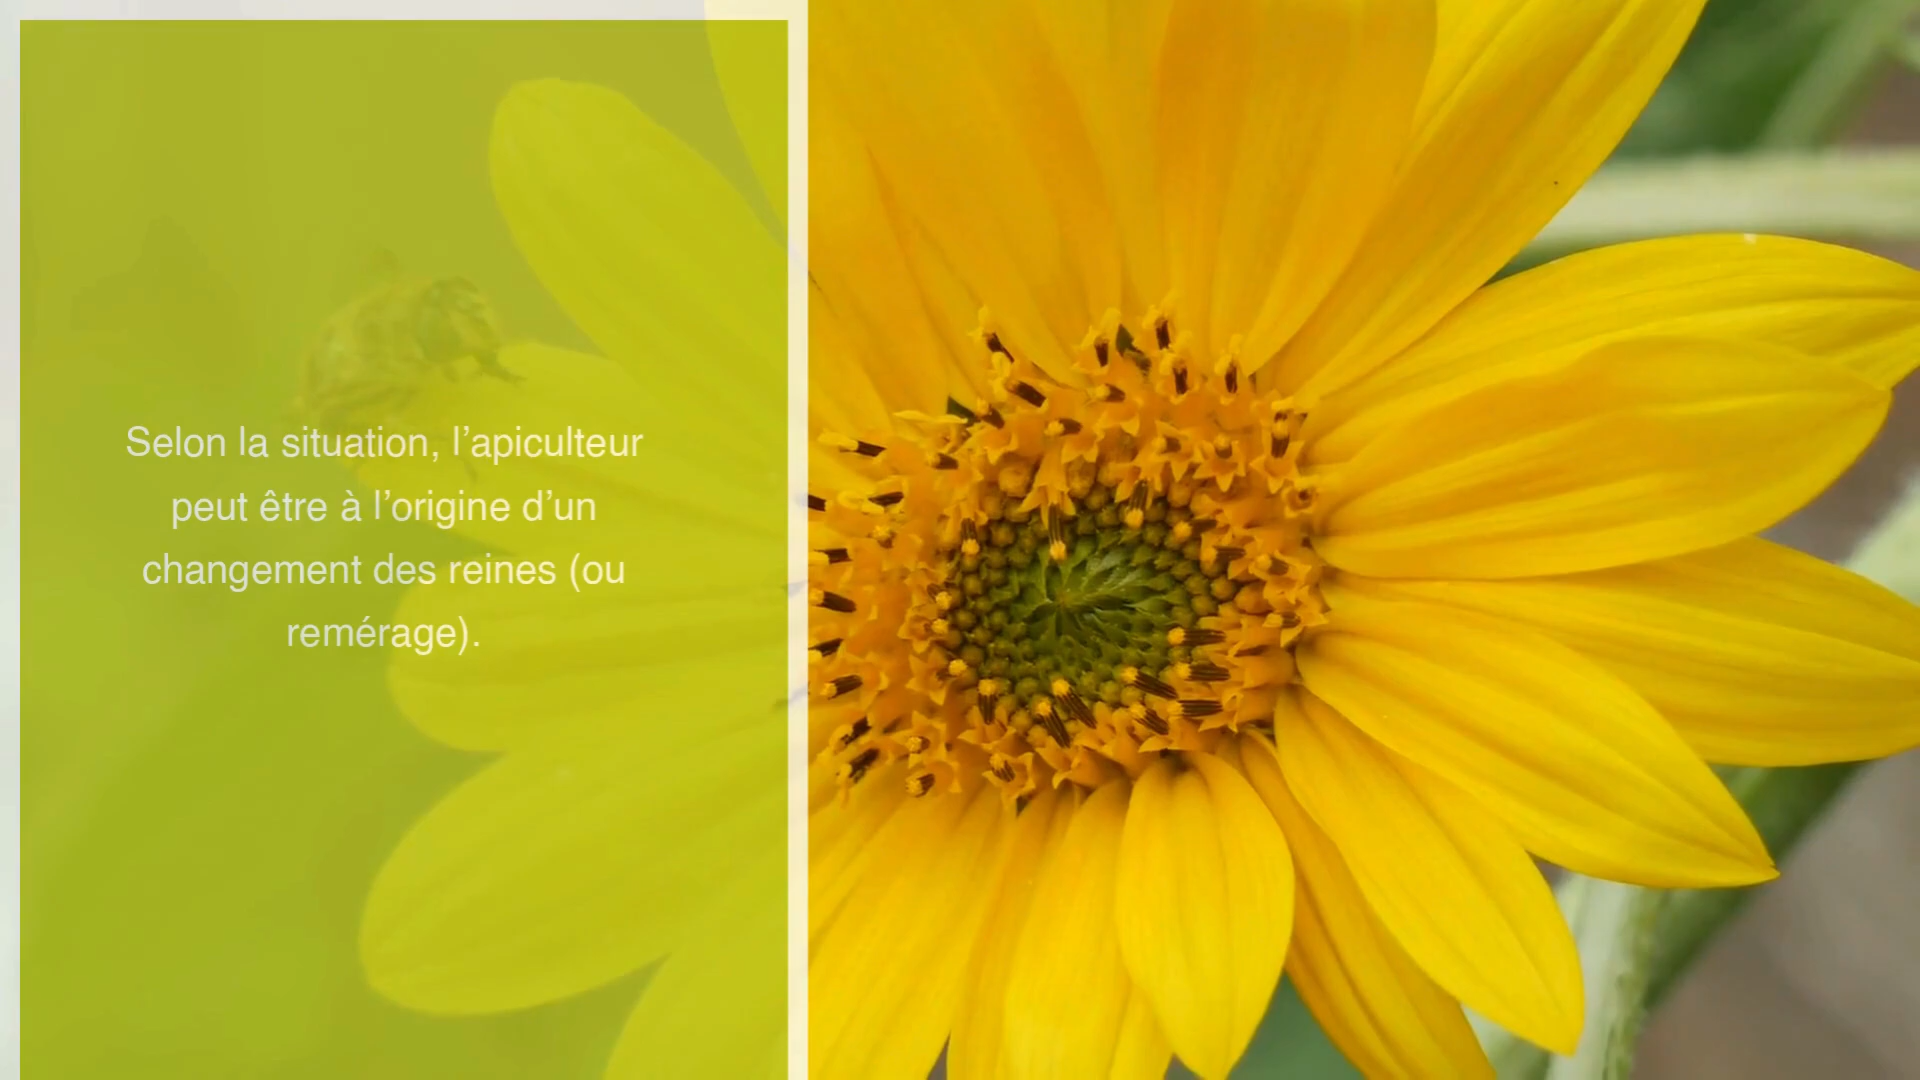 Selon la situation, l’apiculteur
peut être à l’origine d’un
changement des reines (ou
remérage).